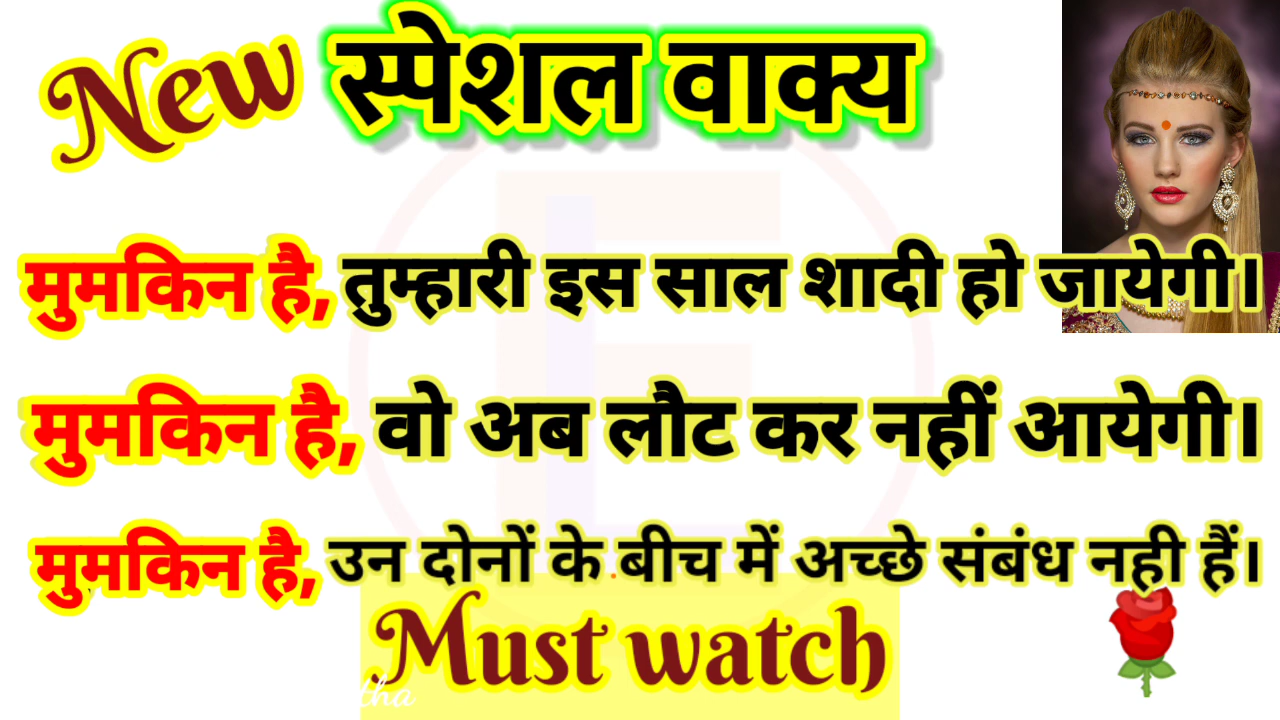 New स्पेशल वाक्य
मुमकिन है, तुम्हारी इस साल शादी हो जायेगी।
मुमकिन है, वो अब लौट कर नहीं आयेगी।
मुमकिन है, उन दोनों के बीच में अच्छे संबंध नही हैं।
Must watch